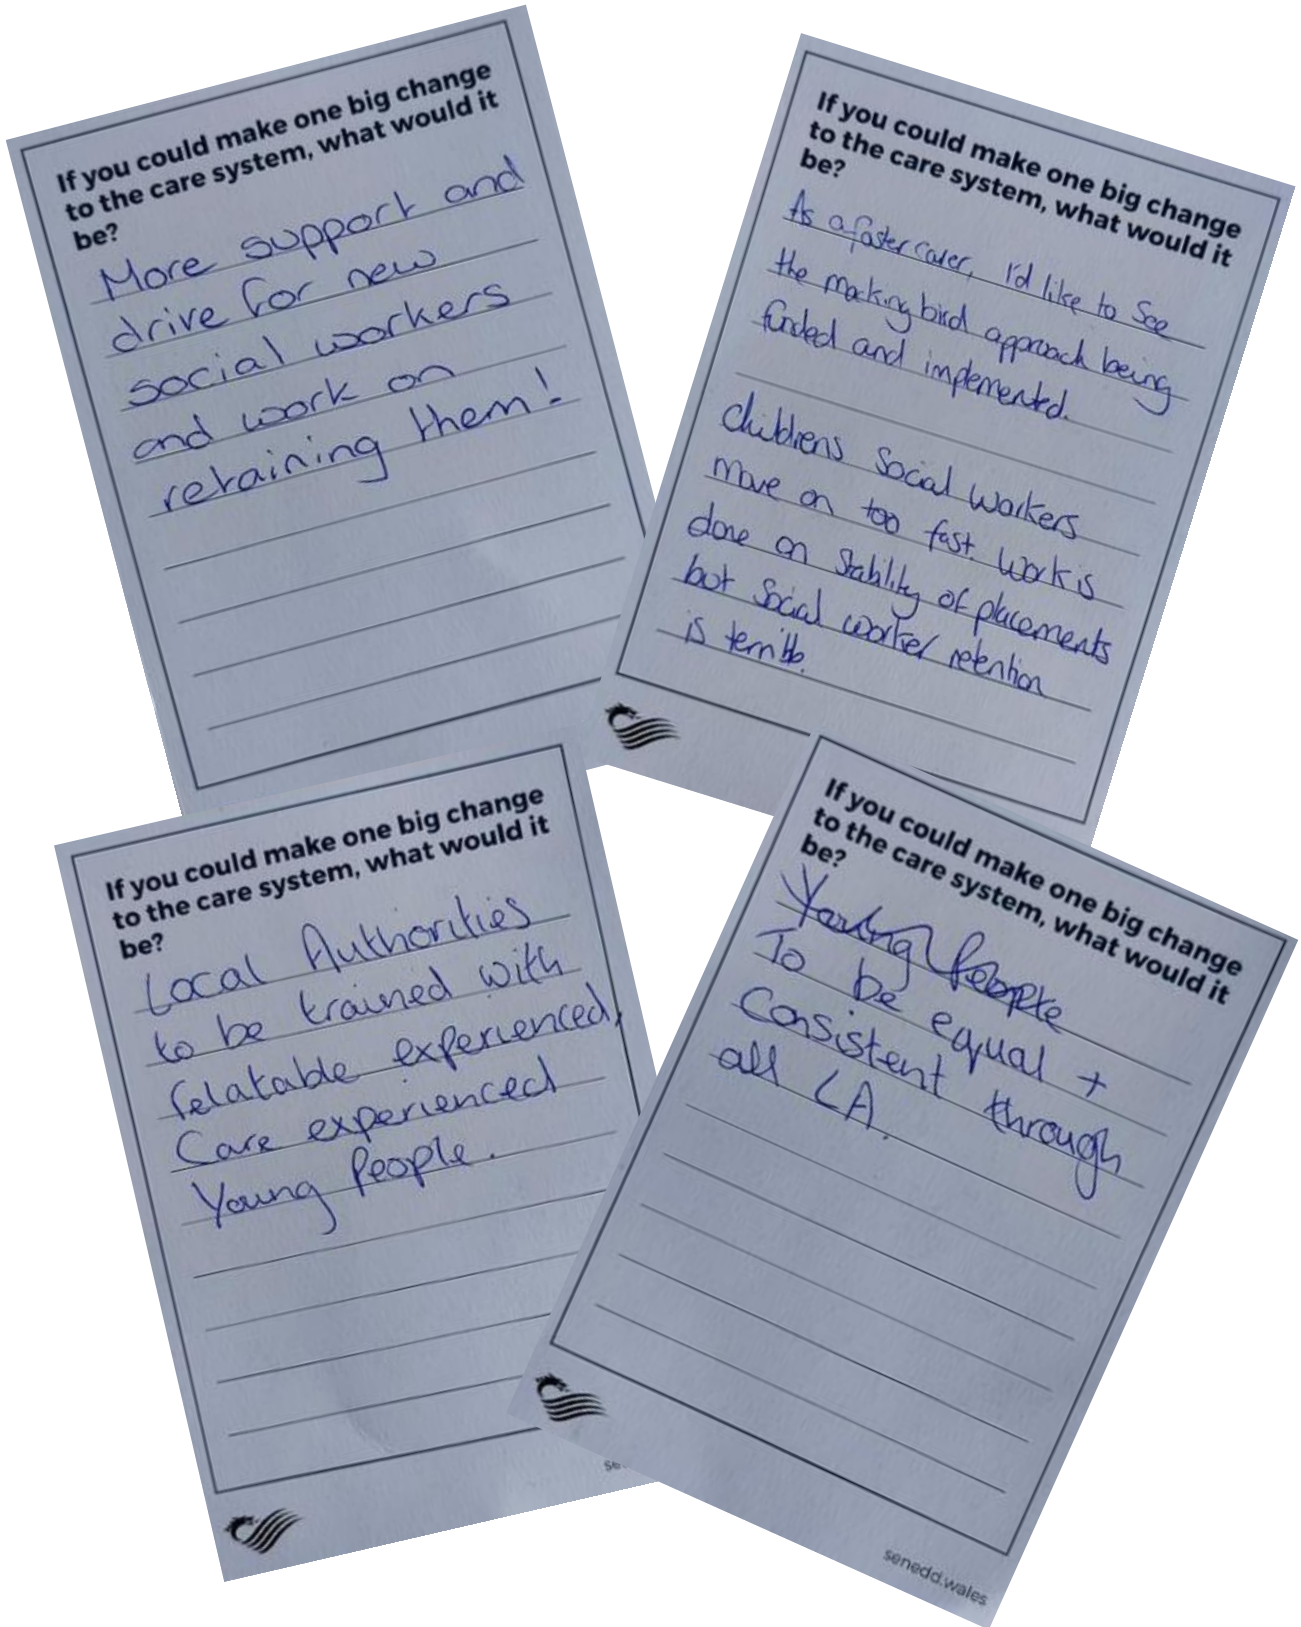 If you could make one big change
to the care system, what would it
be?
More support and
drive for new
social workers
and work on
retaining them!
If you could make one big change
to the care system, what would it
be?
As a foster carer, I'd like to see
the mocking bird approach being
funded and implemented.
childrens Social Workers
move on too fast. Work is
done on stability of placements
but Social worker retention
is terrible.
If you could make one big change
to the care system, what would it
be?
Local Authorities
to be trained with
relatable experienced,
Care experienced
Young People.
If you could make one big change
to the care system, what would it
be?
Young People
To be equal +
Consistent through
all LA.
senedd.wales